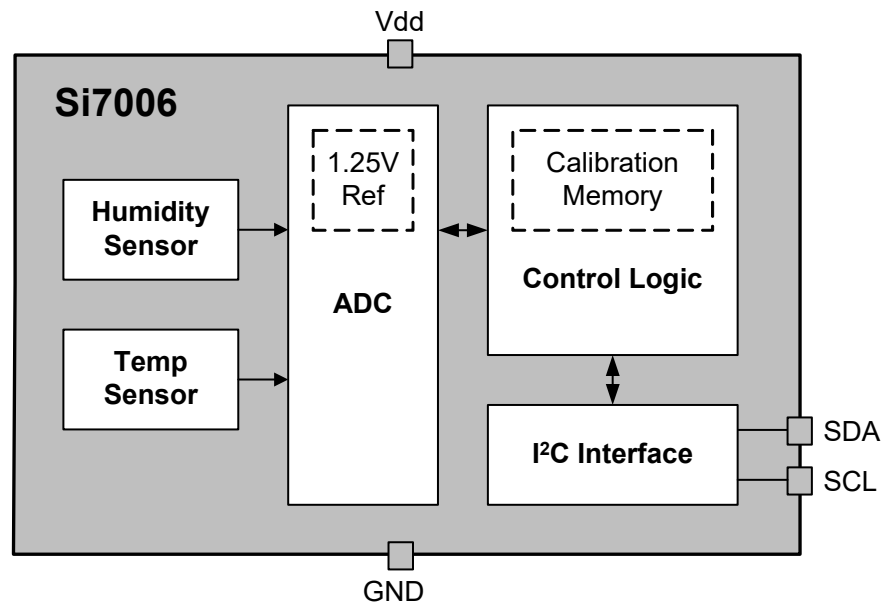 Vdd
Si7006
1.25V
Ref
Calibration
Memory
Humidity
Sensor
Control Logic
ADC
Temp
Sensor
I²C Interface
SDA
SCL
GND